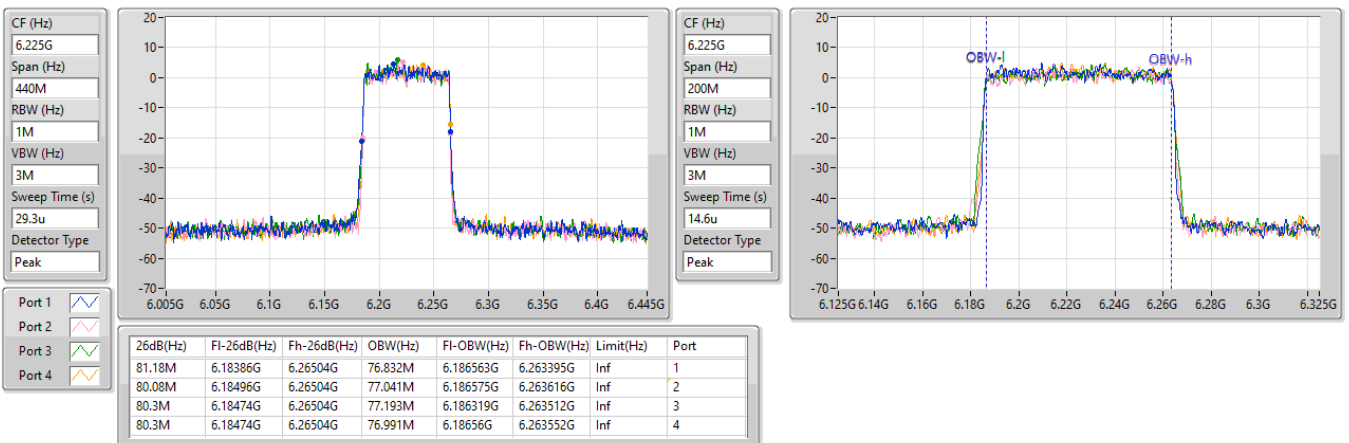 CF (Hz)
6.225G
Span (Hz)
440M
RBW (Hz)
1M
VBW (Hz)
3M
Sweep Time (s)
29.3u
Detector Type
Peak
20
10
0
-10
-20
-30
-40
-50
-60
-70
6.005G 6.05G 6.1G 6.15G 6.2G 6.25G 6.3G 6.35G 6.4G 6.445G
CF (Hz)
6.225G
Span (Hz)
200M
RBW (Hz)
1M
VBW (Hz)
3M
Sweep Time (s)
14.6u
Detector Type
Peak
20
10
0
-10
-20
-30
-40
-50
-60
-70
OBW-l OBW-h
6.125G 6.14G 6.16G 6.18G 6.2G 6.22G 6.24G 6.26G 6.28G 6.3G 6.325G
Port 1
Port 2
Port 3
Port 4
26dB(Hz) Fl-26dB(Hz) Fh-26dB(Hz) OBW(Hz) Fl-OBW(Hz) Fh-OBW(Hz) Limit(Hz) Port
81.18M 6.18386G 6.26504G 76.832M 6.186563G 6.263395G Inf 1
80.08M 6.18496G 6.26504G 77.041M 6.186575G 6.263616G Inf 2
80.3M 6.18474G 6.26504G 77.193M 6.186319G 6.263512G Inf 3
80.3M 6.18474G 6.26504G 76.991M 6.18656G 6.263552G Inf 4